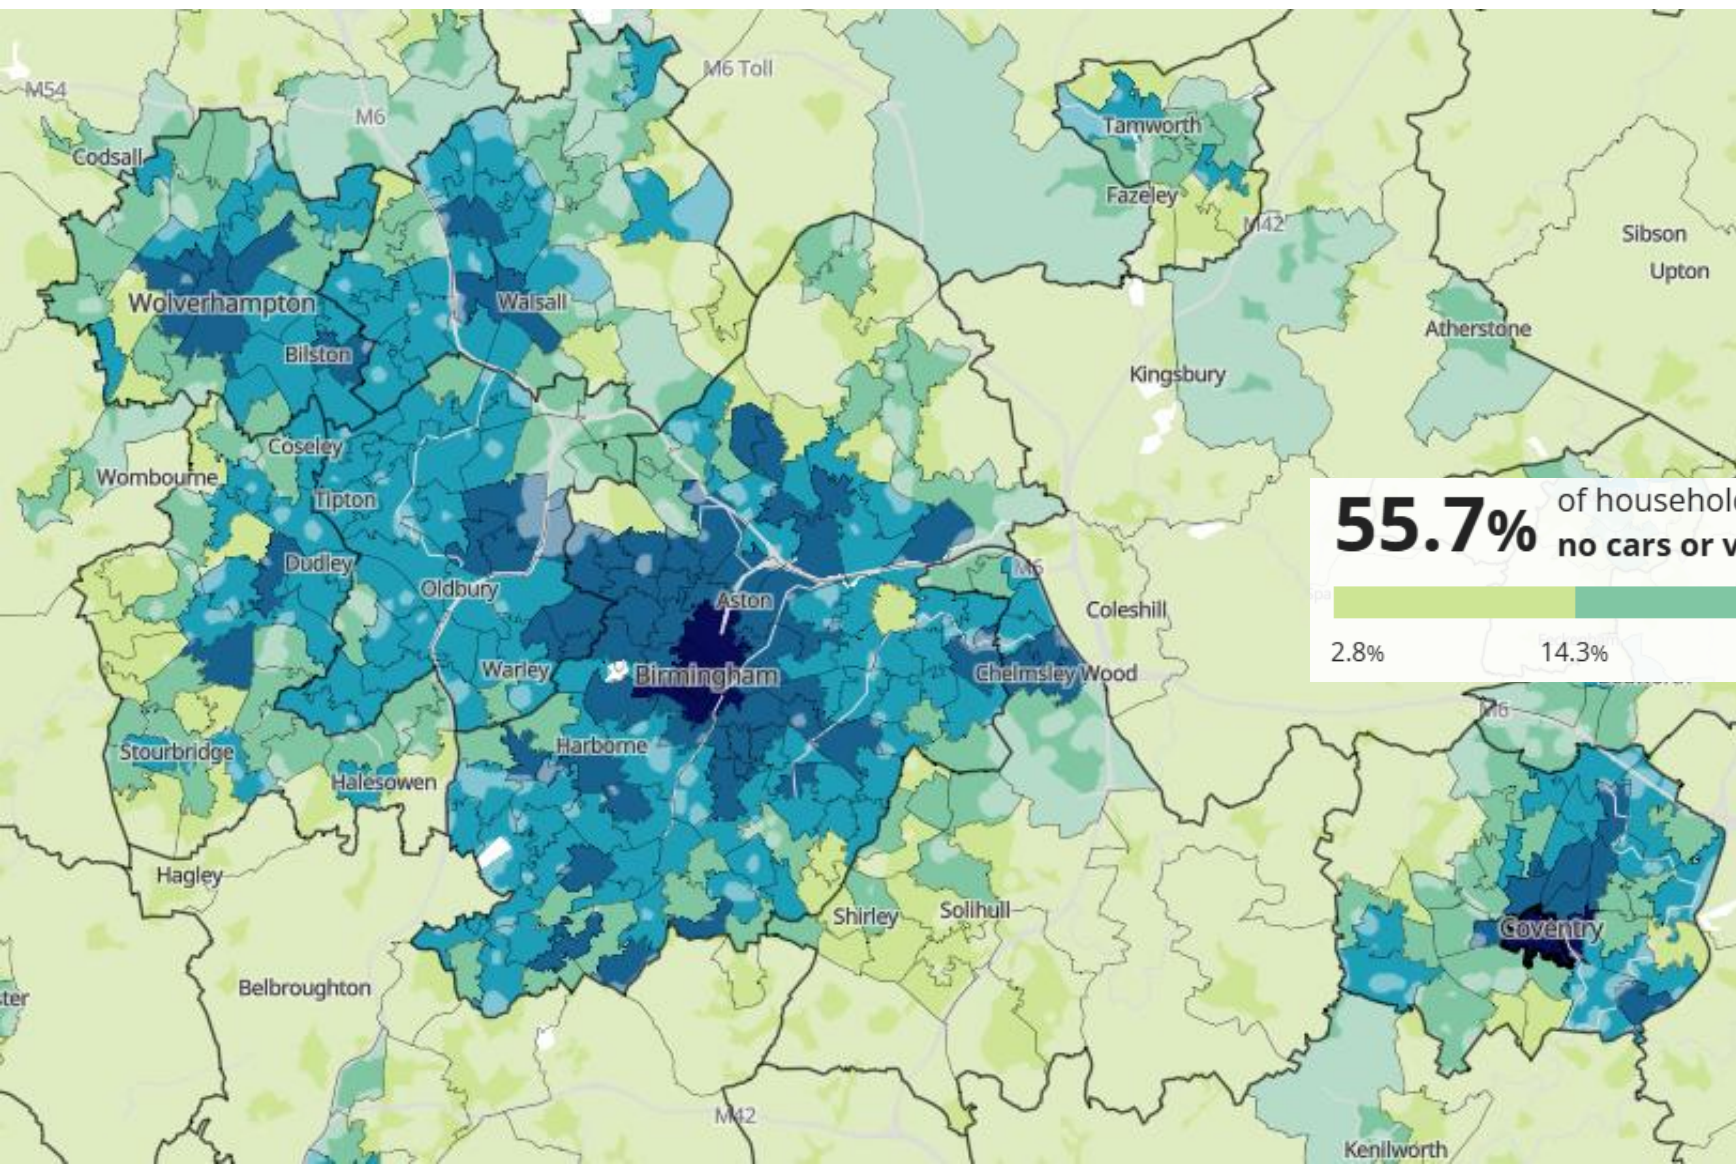 M6 Toll
M54
M6
Codsall
Tamworth
Fazeley
M42
Sibson
Upton
Wolverhampton
Walsall
Bilston
Atherstone
Kingsbury
Coseley
Wombourne
Tipton
55.7%
of househol
no cars or v
Dudley
Oldbury
M6
Aston
Coleshill
2.8%
14.3%
Warley
Birmingham
Chelmsley Wood
M6
Stourbridge
Harborne
Halesowen
Hagley
Shirley
Solihull
Coventry
Belbroughton
ster
M42
Kenilworth